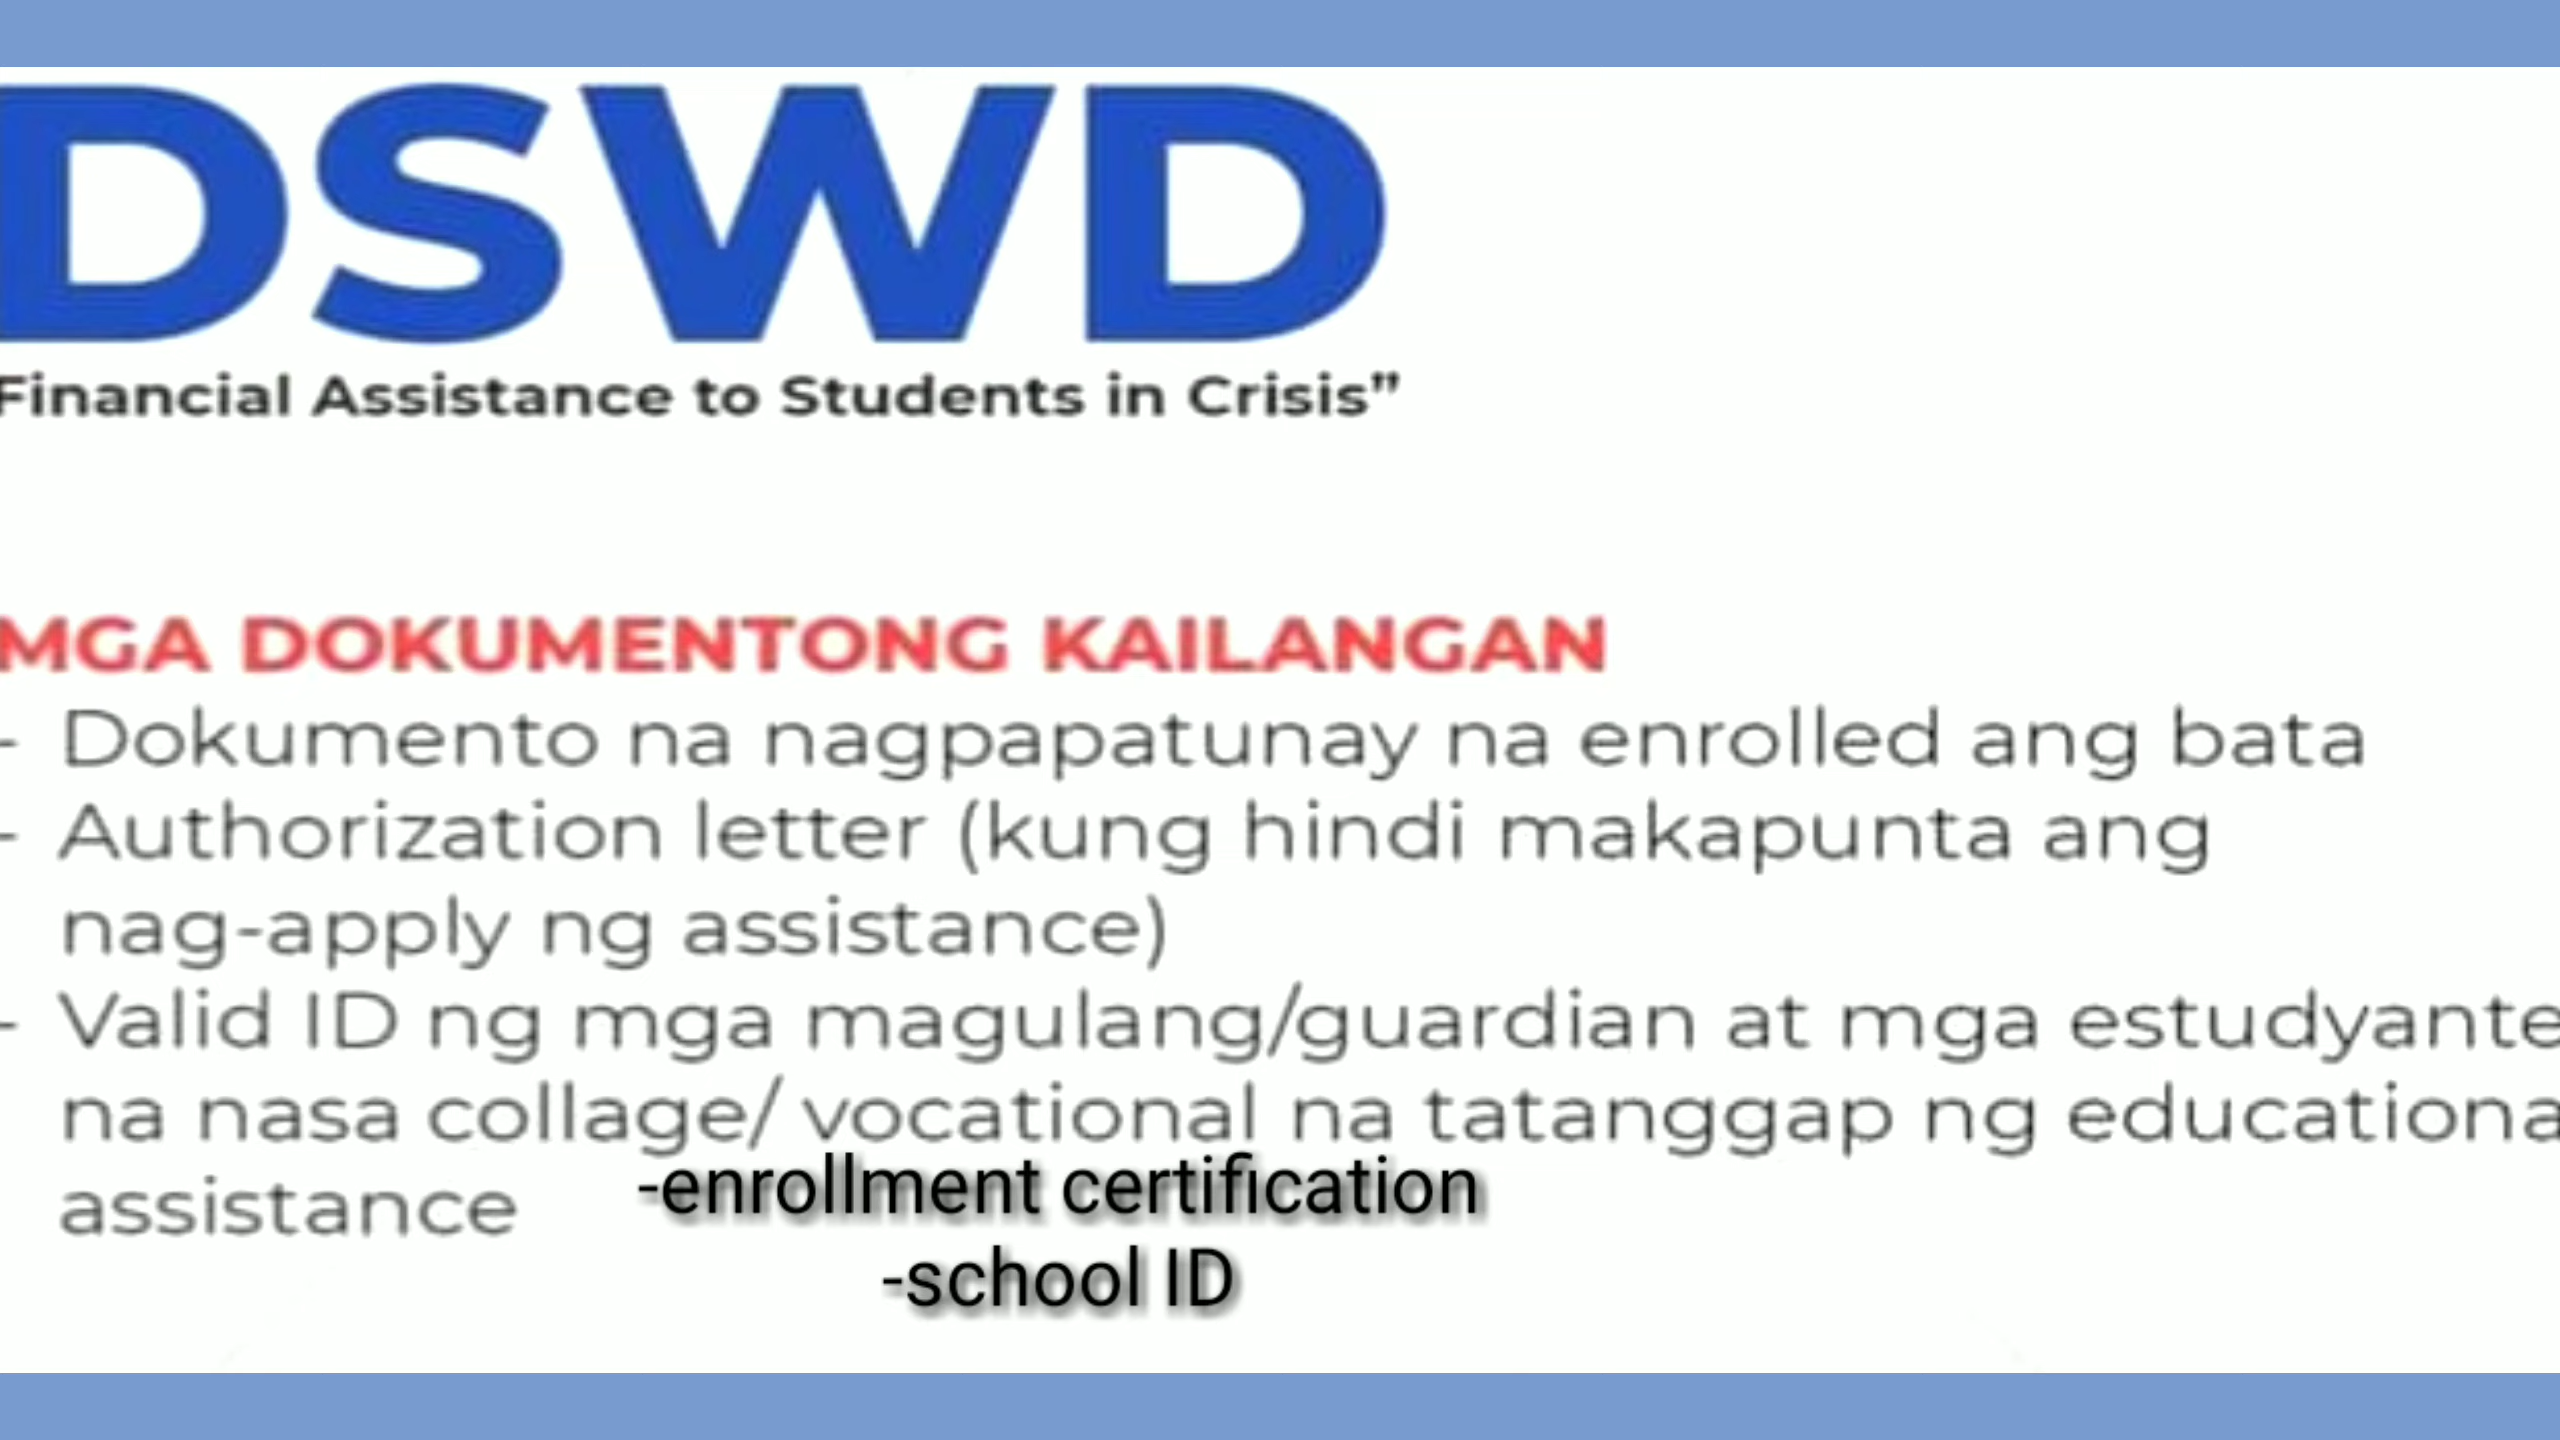 DSWD
Financial Assistance to Students in Crisis”
MGA DOKUMENTONG KAILANGAN
- Dokumento na nagpapatunay na enrolled ang bata
- Authorization letter (kung hindi makapunta ang
nag-apply ng assistance)
- Valid ID ng mga magulang/guardian at mga estudyante
na nasa collage/ vocational na tatanggap ng educationa
assistance
-enrollment certification
-school ID